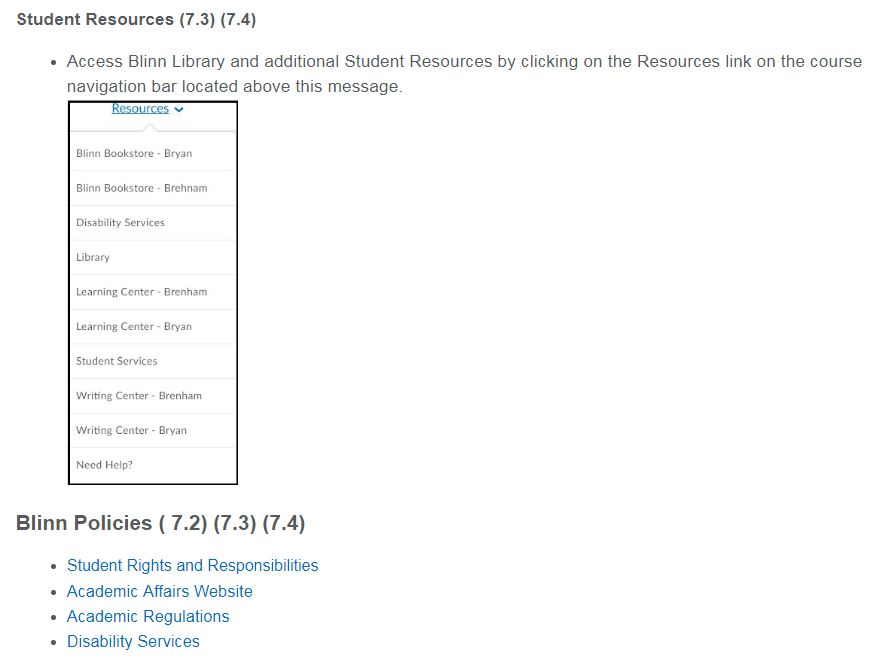 Student Resources (7.3) (7.4)
• Access Blinn Library and additional Student Resources by clicking on the Resources link on the course
navigation bar located above this message.
Resources
Blinn Bookstore - Bryan
Blinn Bookstore - Brehnam
Disability Services
Library
Learning Center - Brenham
Learning Center - Bryan
Student Services
Writing Center - Brenham
Writing Center - Bryan
Need Help?
Blinn Policies ( 7.2) (7.3) (7.4)
• Student Rights and Responsibilities
• Academic Affairs Website
• Academic Regulations
• Disability Services